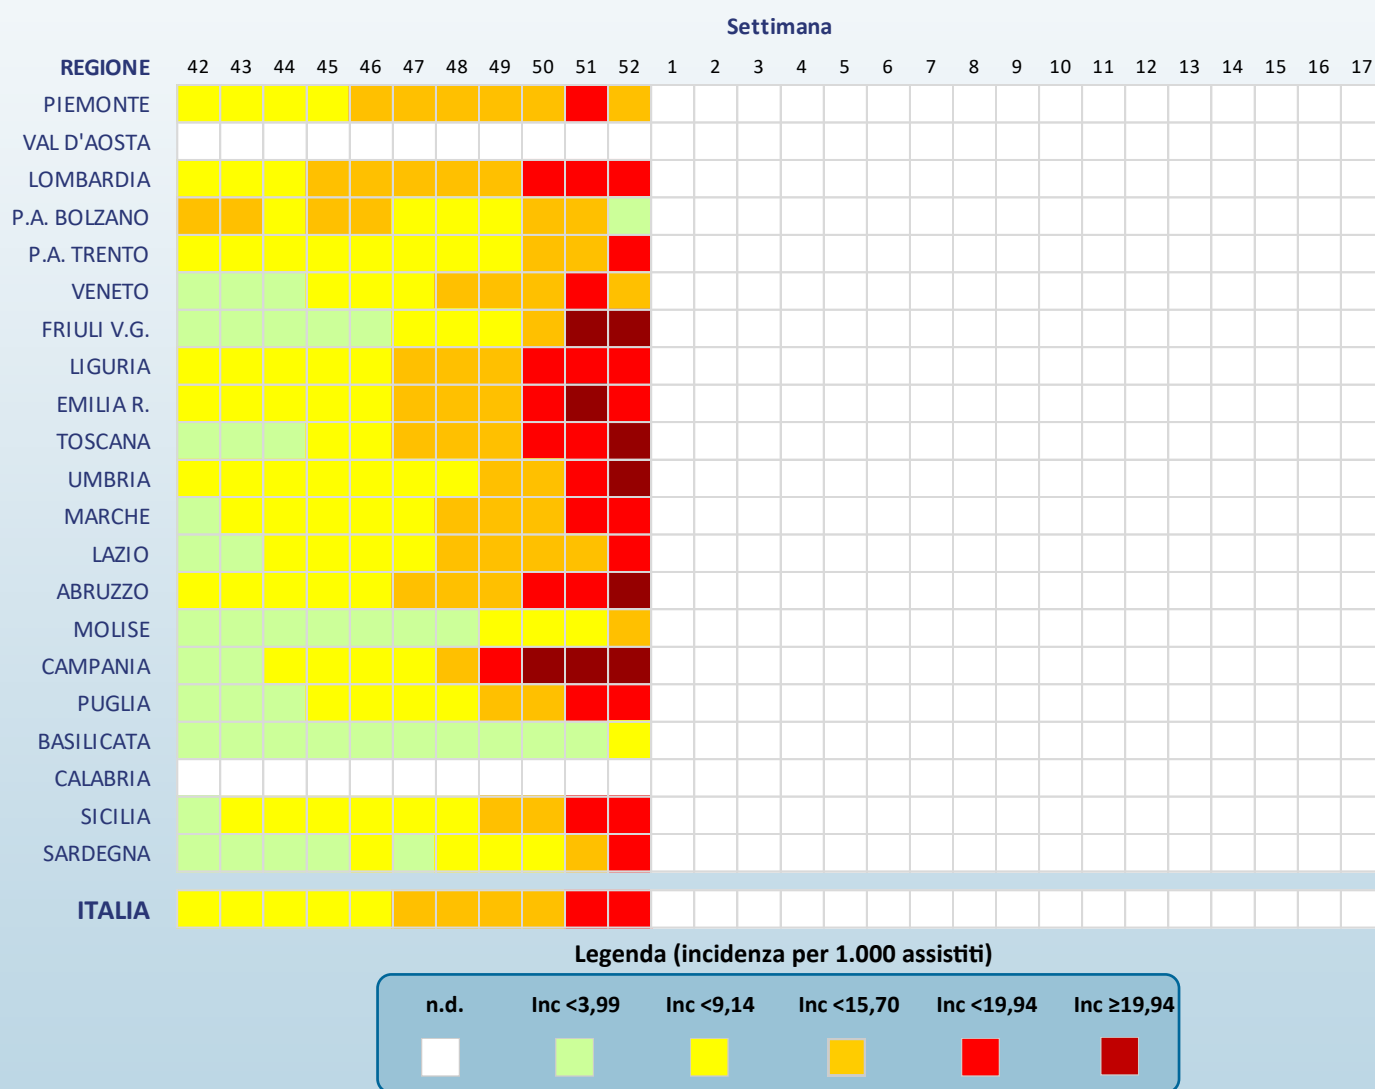 Settimana
REGIONE 42 43 44 45 46 47 48 49 50 51 52 1 2 3 4 5 6 7 8 9 10 11 12 13 14 15 16 17
PIEMONTE
VAL D'AOSTA
LOMBARDIA
P.A. BOLZANO
P.A. TRENTO
VENETO
FRIULI V.G.
LIGURIA
EMILIA R.
TOSCANA
UMBRIA
MARCHE
LAZIO
ABRUZZO
MOLISE
CAMPANIA
PUGLIA
BASILICATA
CALABRIA
SICILIA
SARDEGNA
ITALIA
Legenda (incidenza per 1.000 assistiti)
n.d. Inc <3,99 Inc <9,14 Inc <15,70 Inc <19,94 Inc ≥19,94